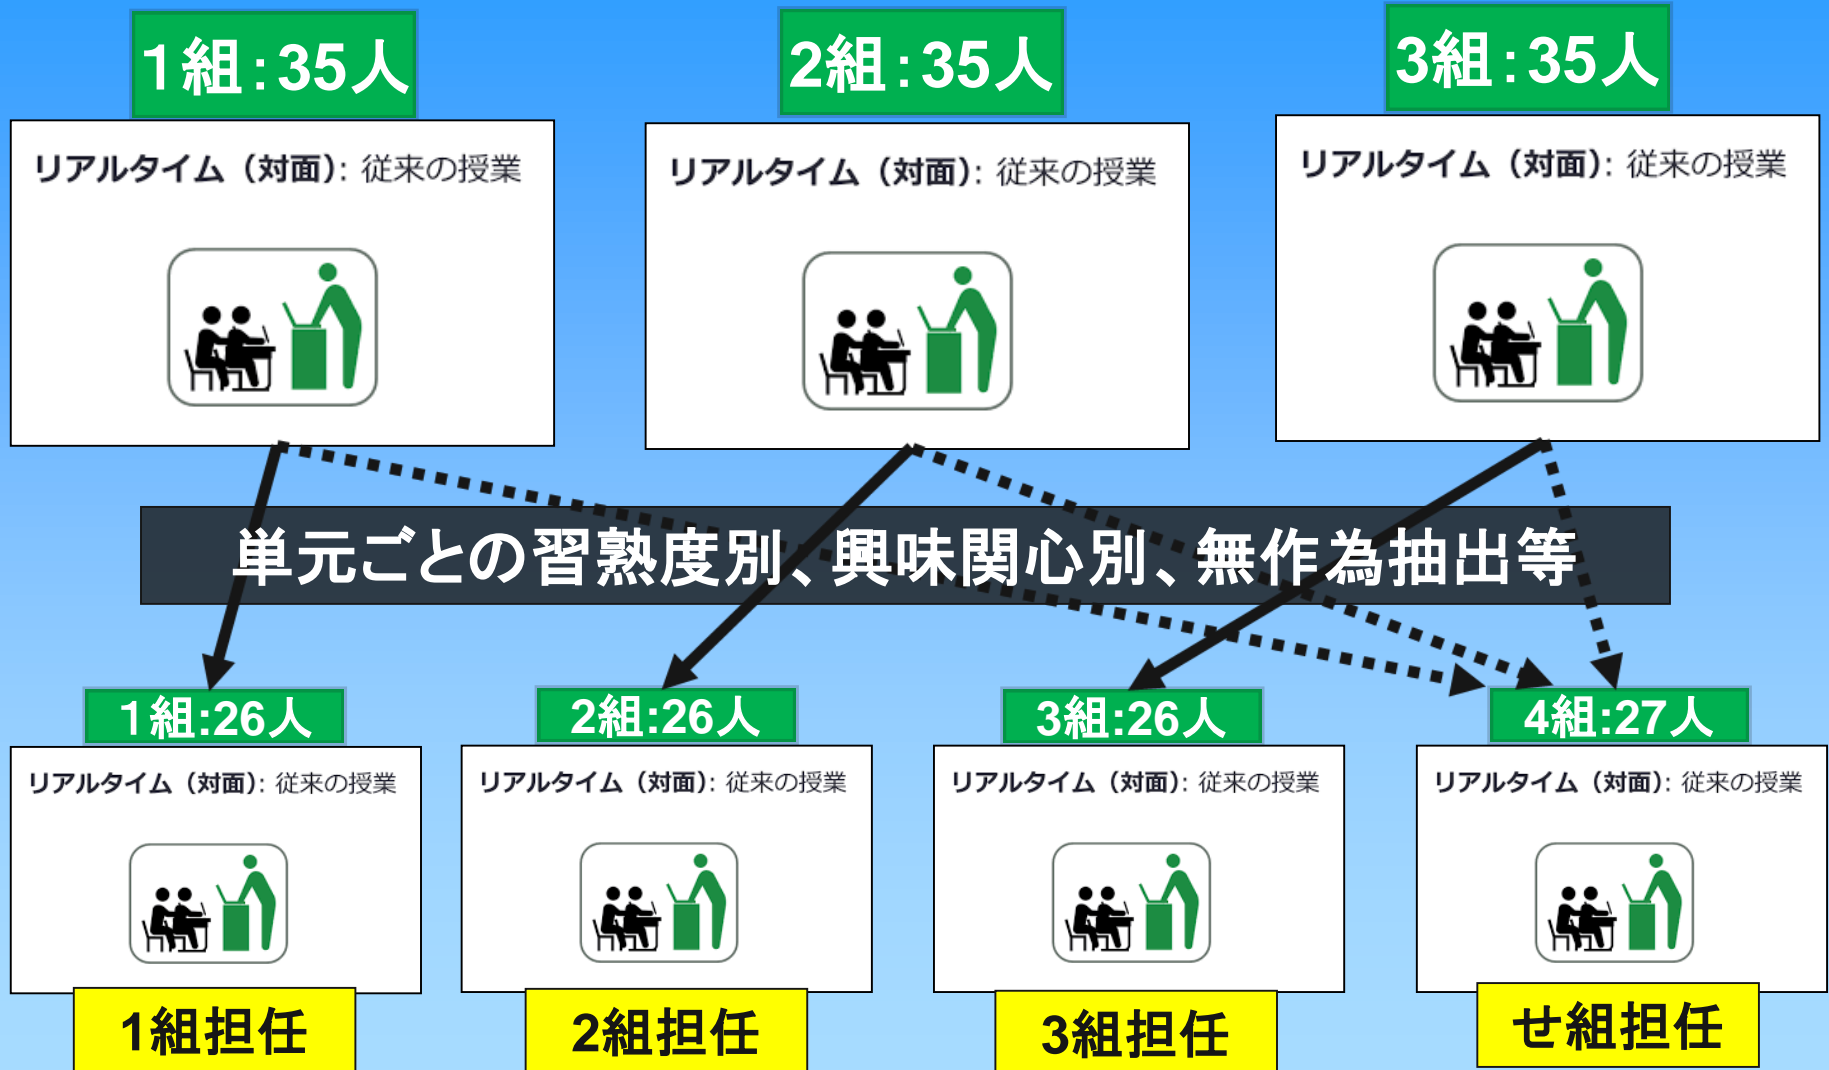 １組：35人
2組：35人
3組：35人
リアルタイム（対面）: 従来の授業
リアルタイム（対面）: 従来の授業
リアルタイム（対面）: 従来の授業
単元ごとの習熟度別、興味関心別、無作為抽出等
１組:26人
2組:26人
3組:26人
4組:27人
リアルタイム（対面）: 従来の授業
リアルタイム（対面）: 従来の授業
リアルタイム（対面）: 従来の授業
リアルタイム（対面）: 従来の授業
1組担任
2組担任
3組担任
せ組担任